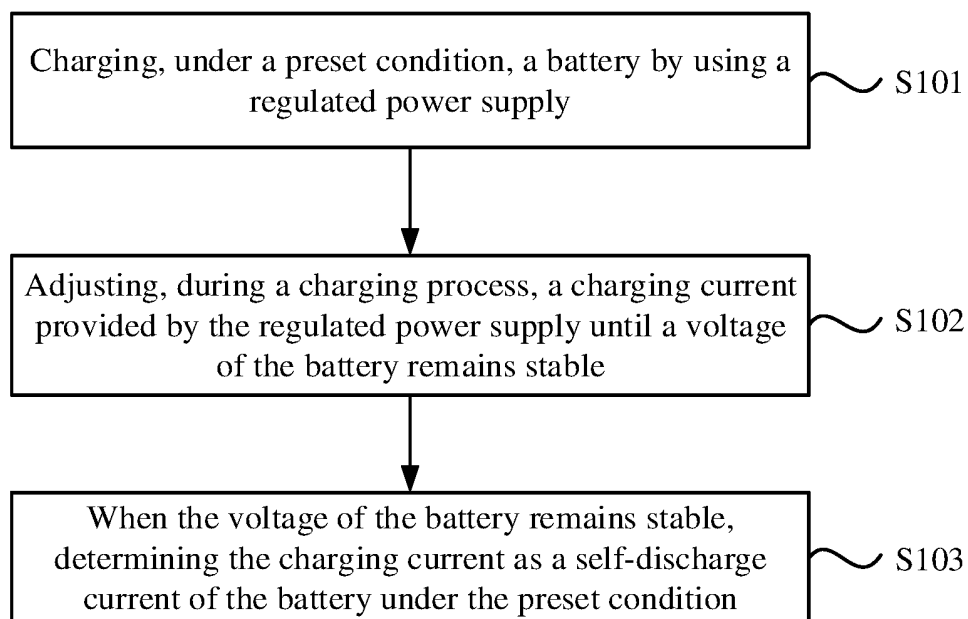 Charging, under a preset condition, a battery by using a
regulated power supply
S101
Adjusting, during a charging process, a charging current
provided by the regulated power supply until a voltage
of the battery remains stable
S102
When the voltage of the battery remains stable,
determining the charging current as a self-discharge
current of the battery under the preset condition
S103